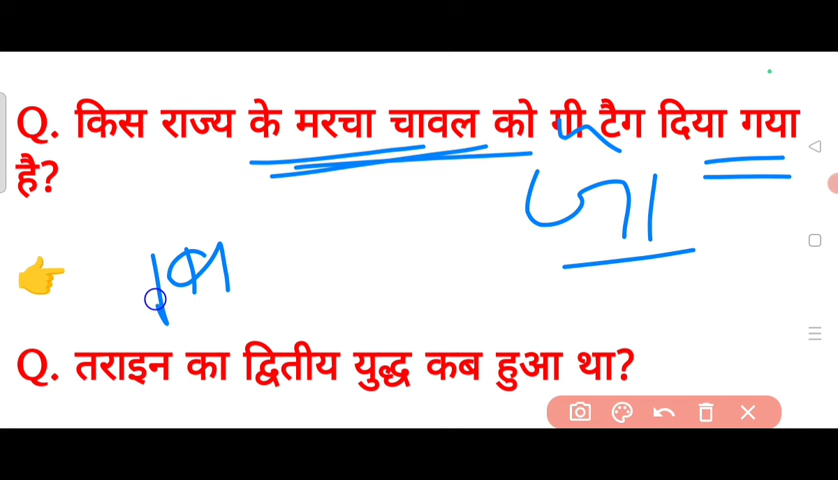 Q. किस राज्य के मरचा चावल को गी टैग दिया गया
है?
Q. तराइन का द्वितीय युद्ध कब हुआ था?